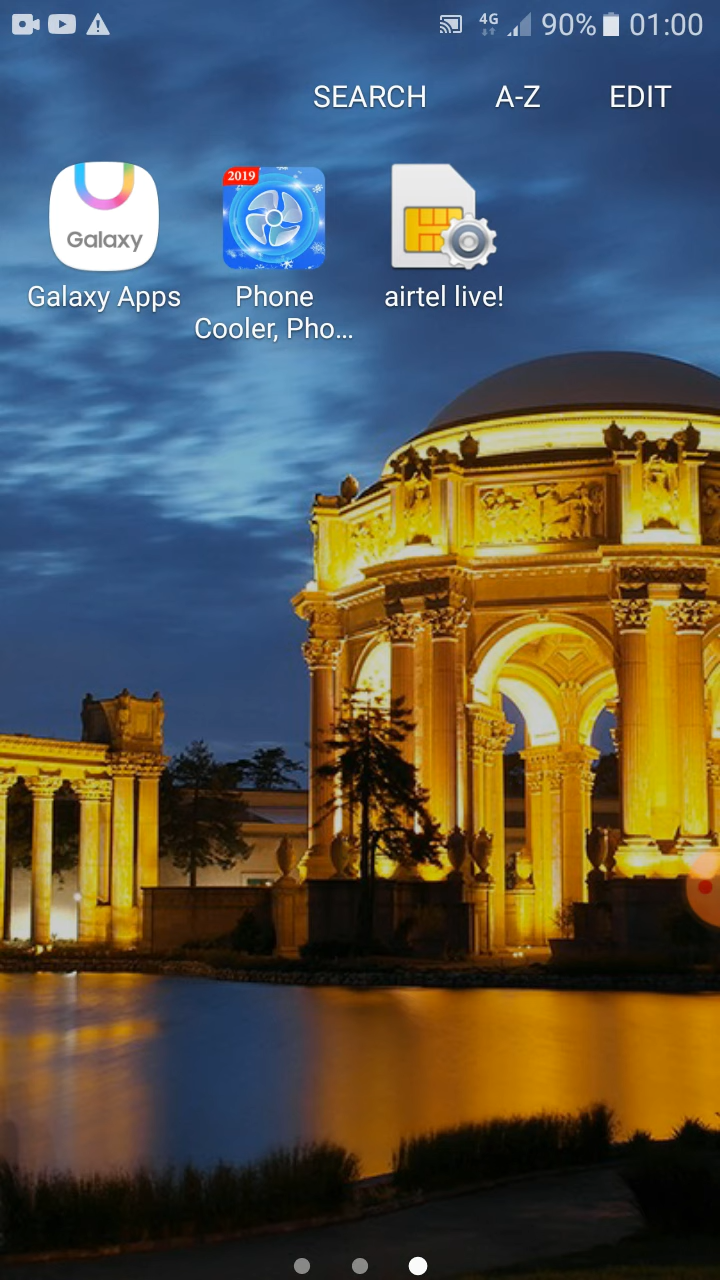 4G 90% 01:00
SEARCH A-Z EDIT
2019
Galaxy
Galaxy Apps Phone airtel live!
Cooler, Pho...